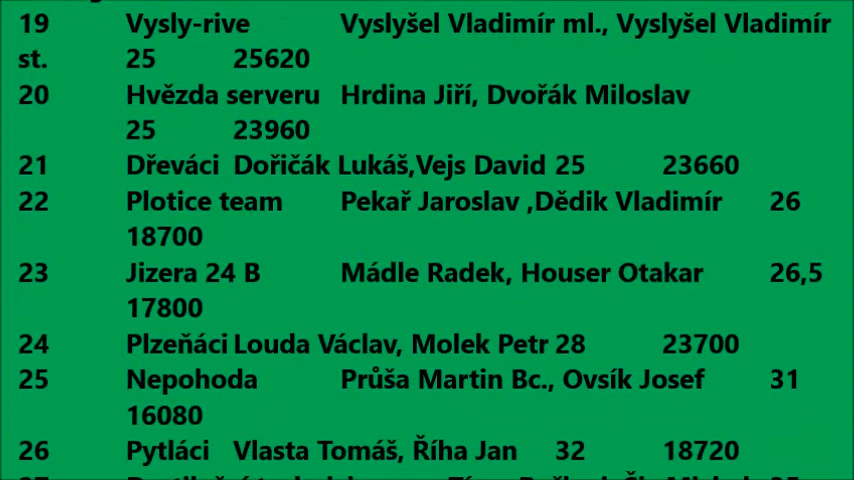 19 Vysly-rive Vyslyšel Vladimír ml., Vyslyšel Vladimír
st. 25 25620
20 Hvězda serveru Hrdina Jiří, Dvořák Miloslav
25 23960
21 Dřeváci Dořičák Lukáš,Vejs David 25 23660
22 Plotice team Pekař Jaroslav ,Dědik Vladimír 26
18700
23 Jizera 24 B Mádle Radek, Houser Otakar 26,5
17800
24 Plzeňáci Louda Václav, Molek Petr 28 23700
25 Nepohoda Průša Martin Bc., Ovsík Josef 31
16080
26 Pytláci Vlasta Tomáš, Říha Jan 32 18720